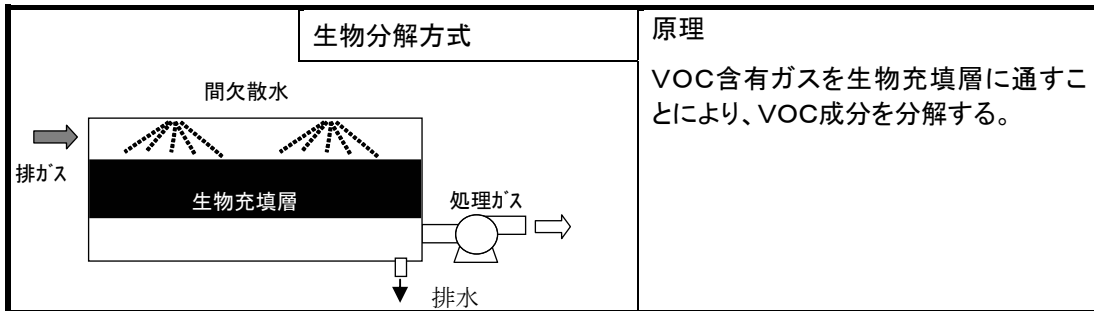 生物分解方式
間欠散水
排ｶﾞｽ
生物充填層
処理ｶﾞｽ
排水
原理
VOC含有ガスを生物充填層に通すこ
とにより、VOC成分を分解する。